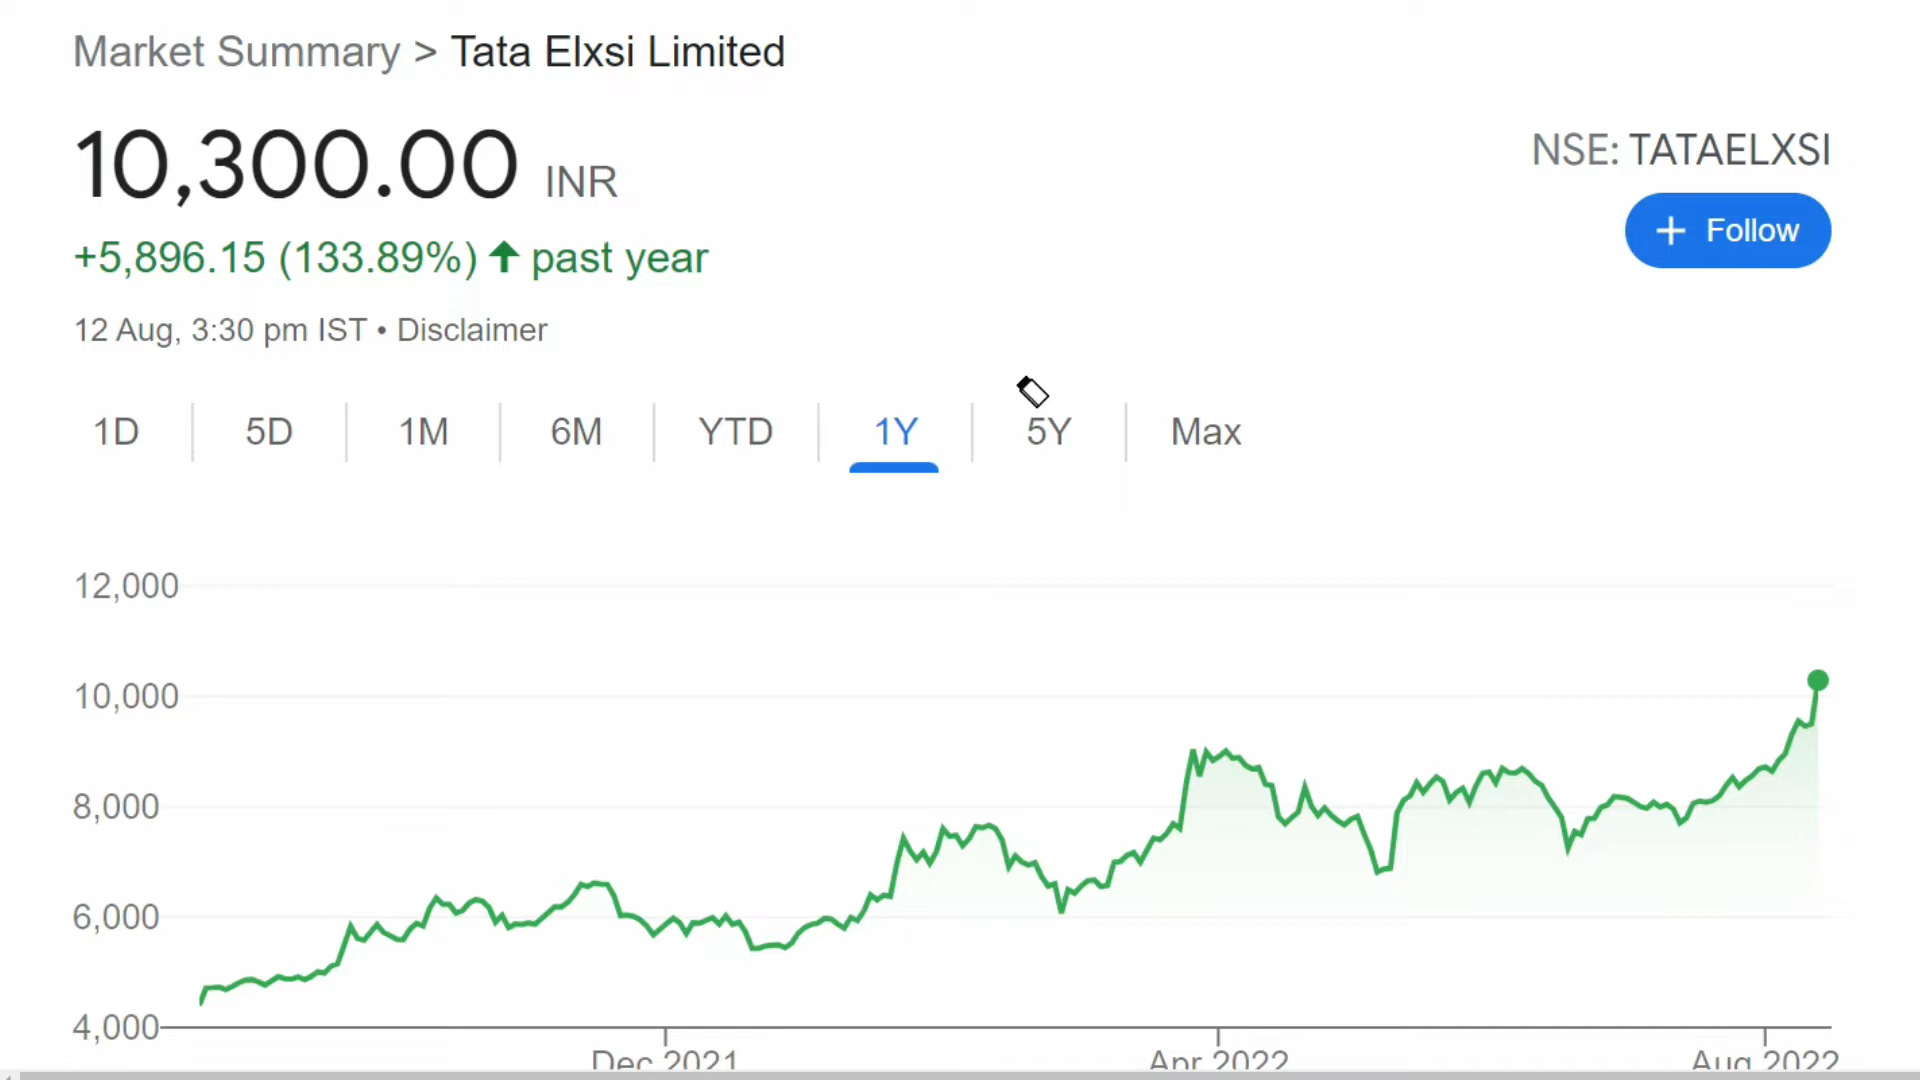 Market Summary > Tata Elxsi Limited
10,300.00 INR
NSE: TATAELXSI
+ Follow
+5,896.15 (133.89%) ↑ past year
12 Aug, 3:30 pm IST • Disclaimer
1D 5D 1M 6M YTD 1Y 5Y Max
12,000
10,000
8,000
6,000
4,000
Dec 2021 Apr 2022 Aug 2022